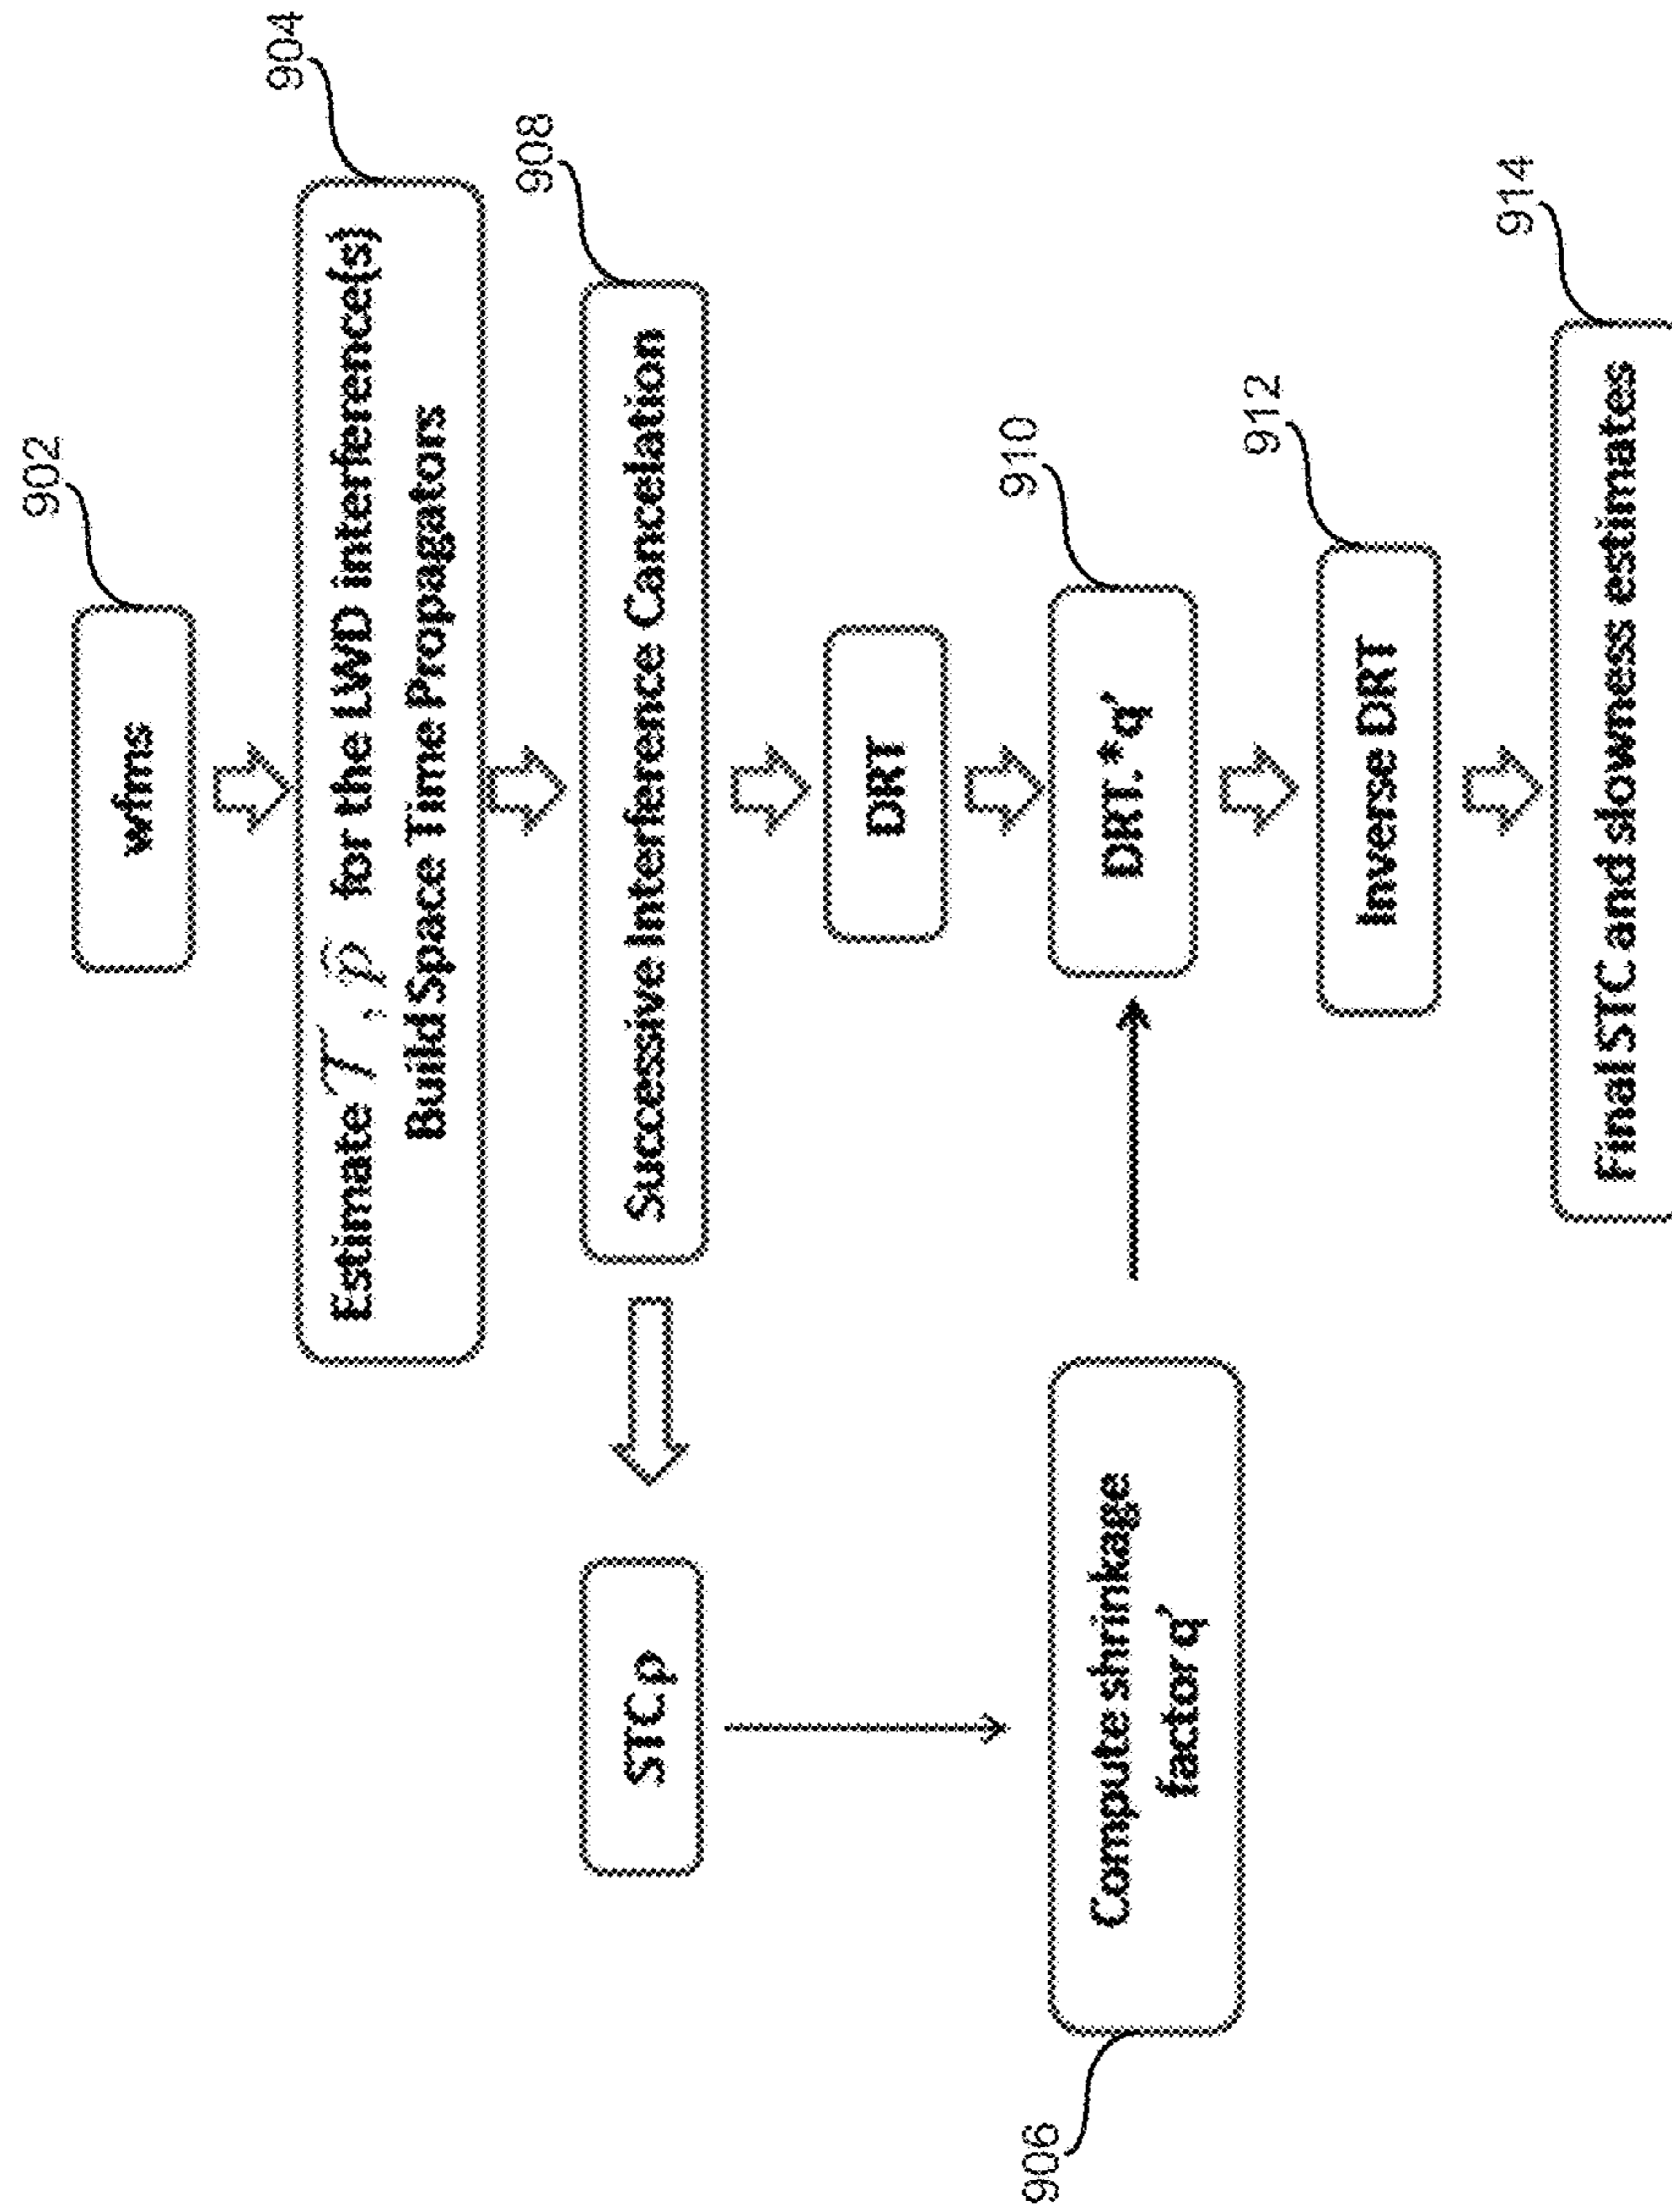 902
wfms
904
Estimate T̂, p̂ for the LWD interference(s)
Build Space Time Propagators
908
Successive Interference Cancelation
STC ρ
DRT
906
Compute shrinkage
factor q'
910
DRT.*q'
912
Inverse DRT
914
Final STC and slowness estimates